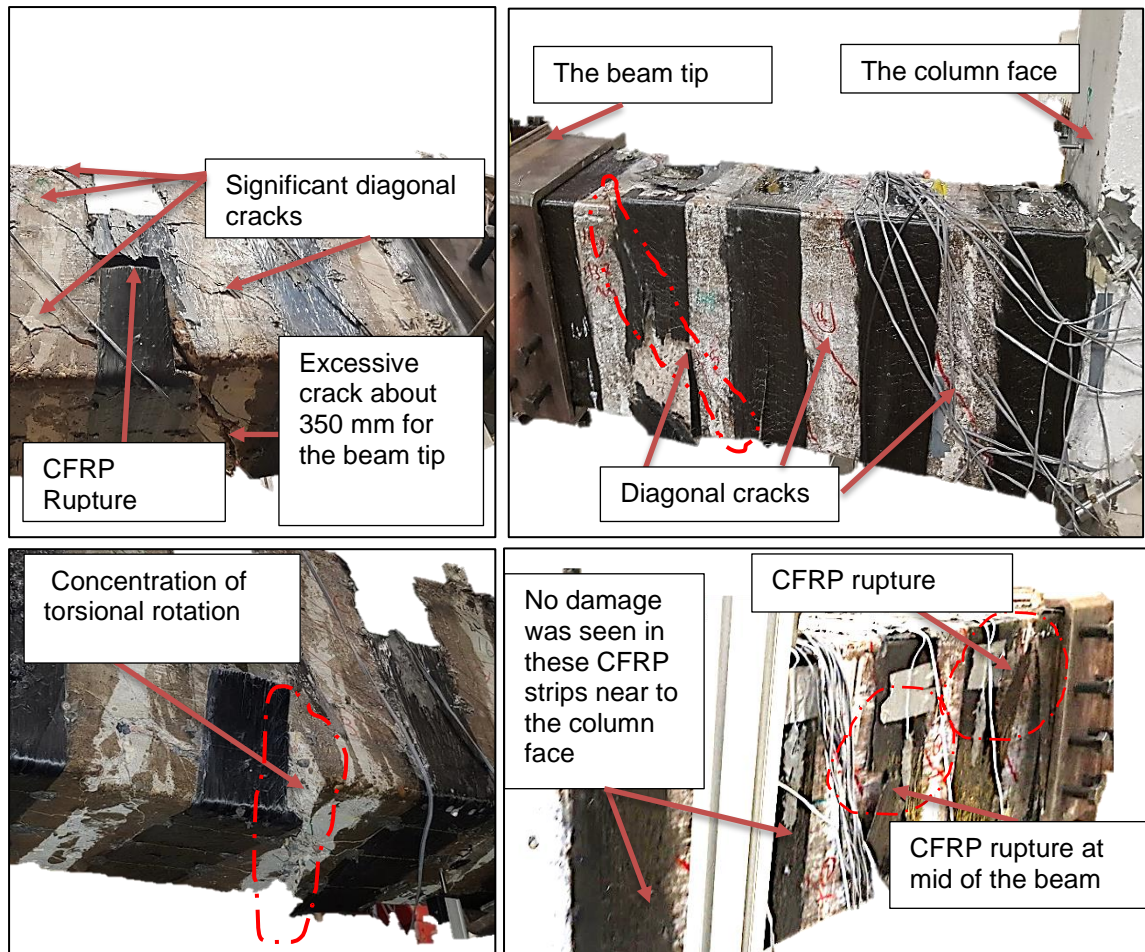 Significant diagonal
cracks
Excessive
crack about
350 mm for
the beam tip
CFRP
Rupture
The beam tip
The column face
Diagonal cracks
Concentration of
torsional rotation
No damage
was seen in
these CFRP
strips near to
the column
face
CFRP rupture
CFRP rupture at
mid of the beam